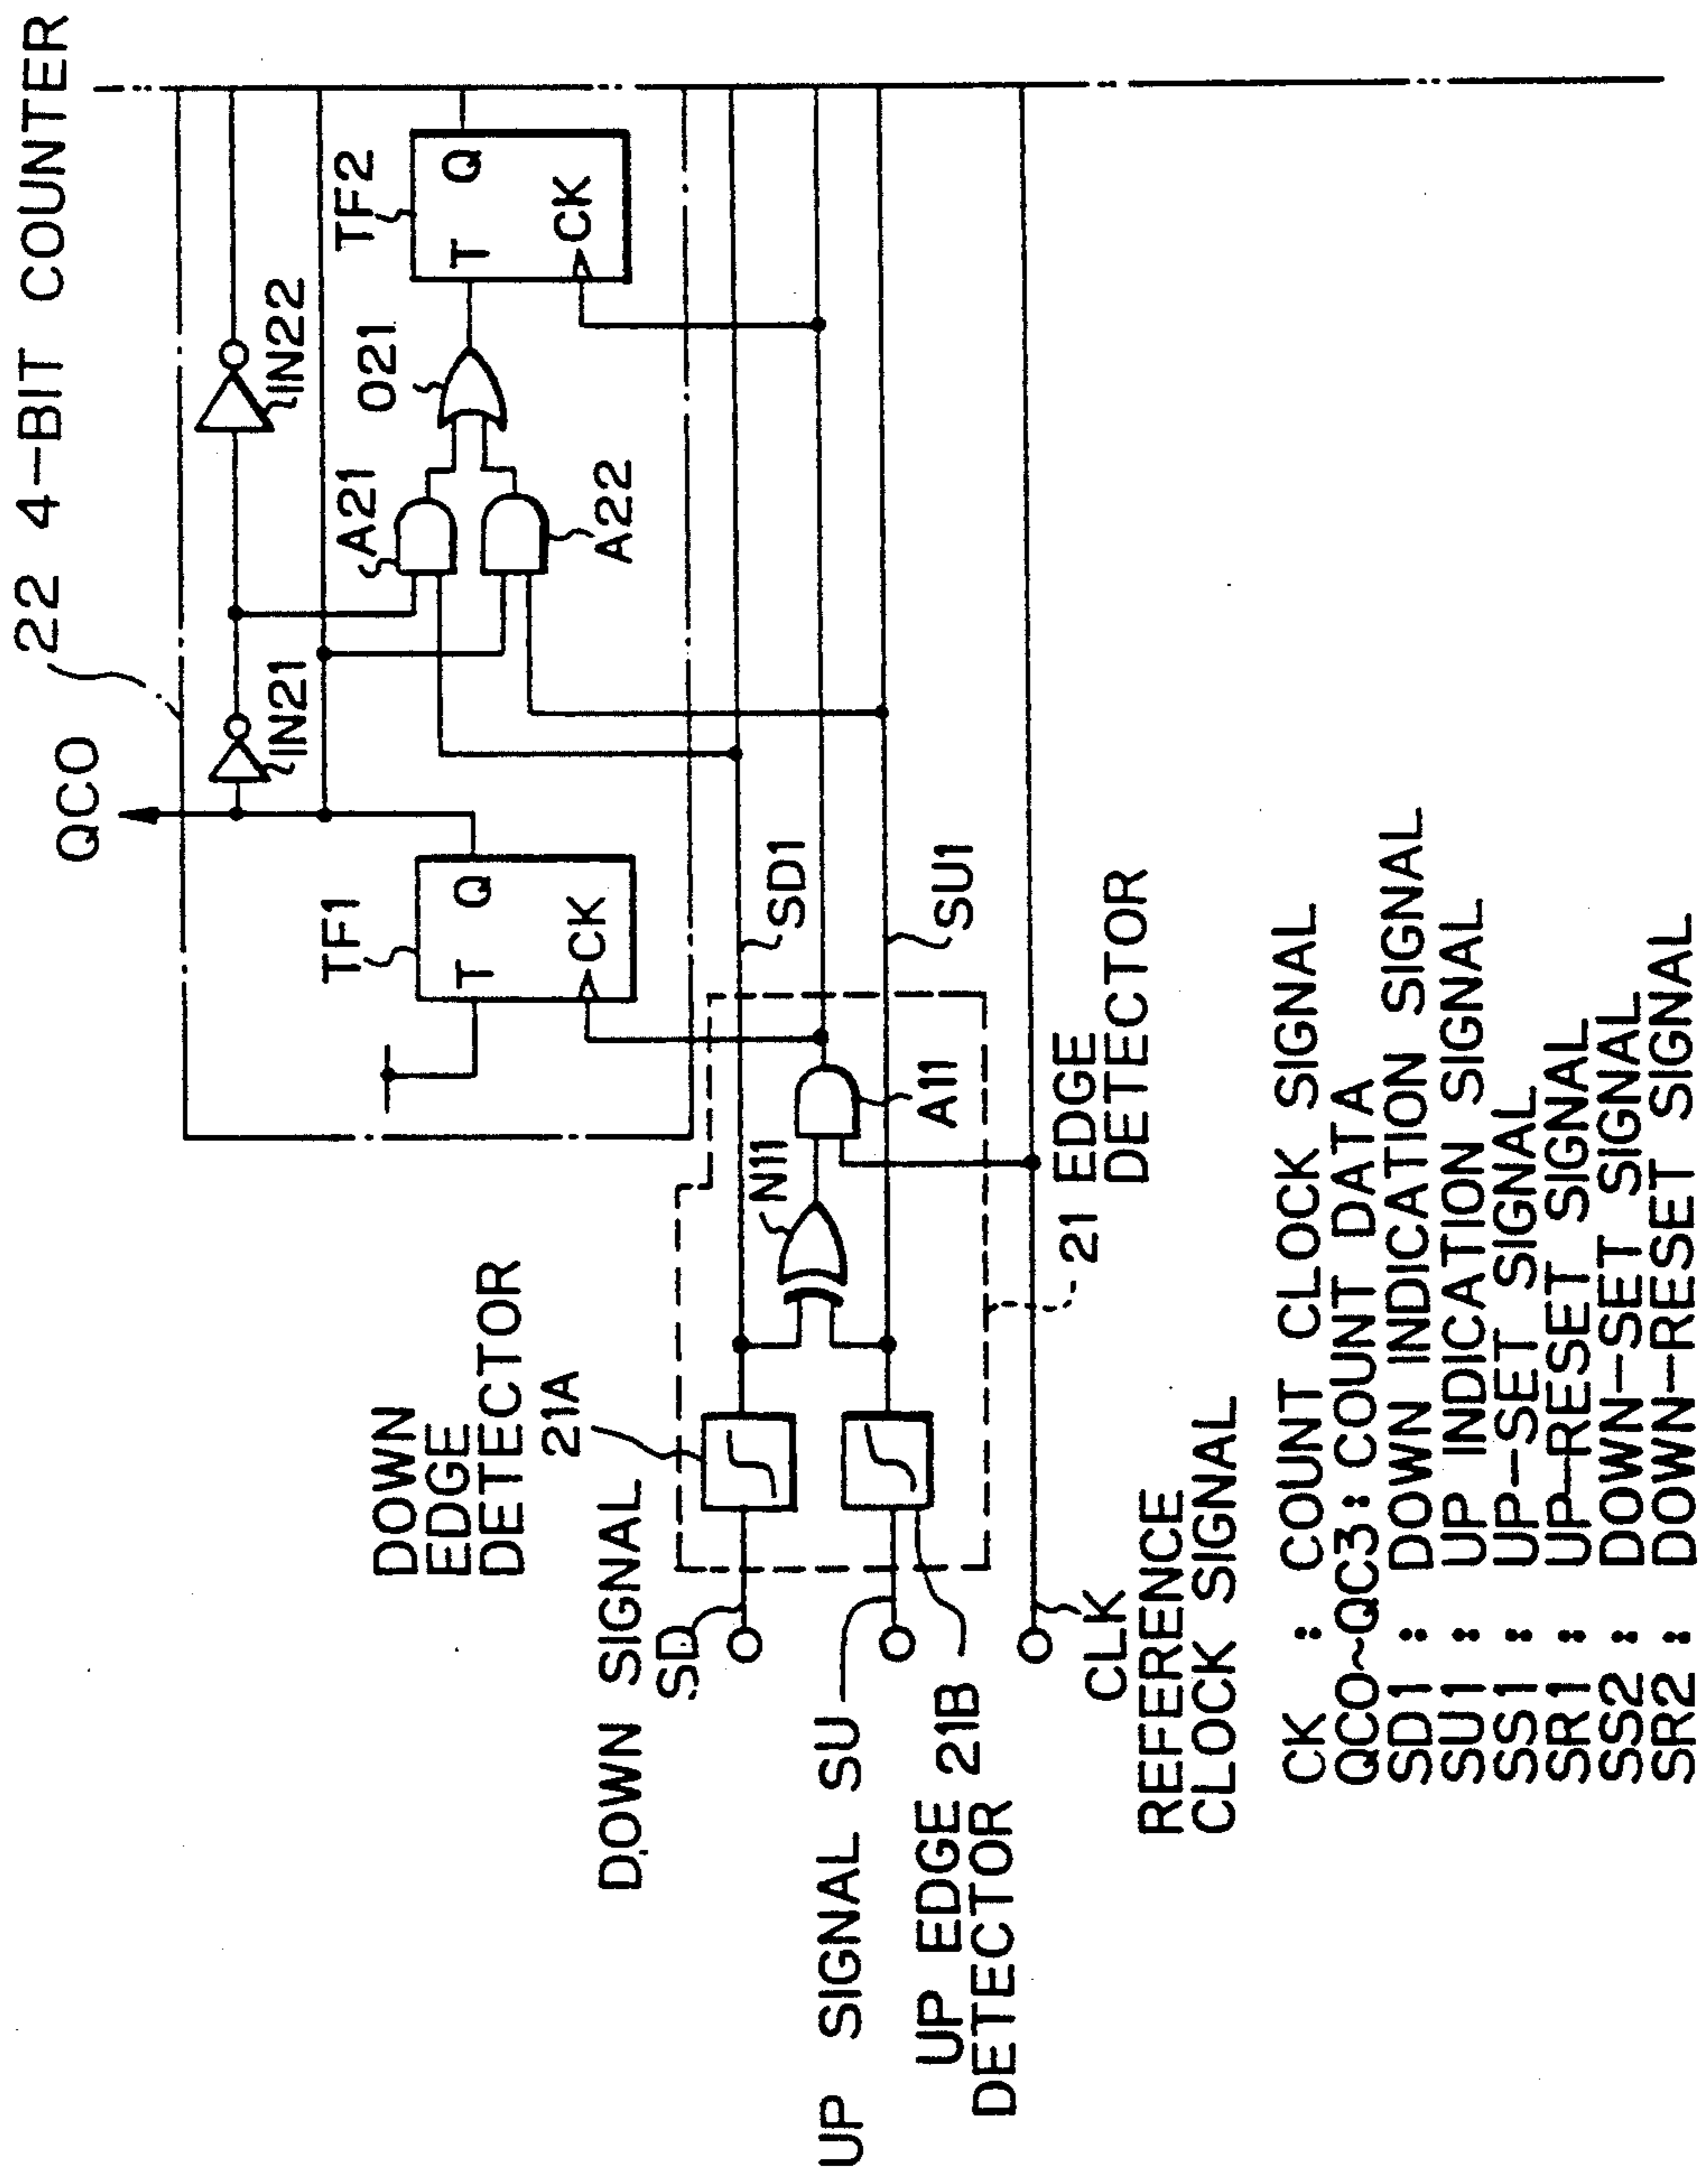 22 4-BIT COUNTER
QC0
IN21
IN22
TF1
T
Q
CK
A21
A22
O21
TF2
T
Q
CK
SD1
SU1
DOWN
EDGE
DETECTOR
21A
DOWN SIGNAL
SD
N11
A11
UP SIGNAL SU
UP EDGE 21B
DETECTOR
21 EDGE
DETECTOR
CLK
REFERENCE
CLOCK SIGNAL
CK : COUNT CLOCK SIGNAL
QC0~QC3: COUNT DATA
SD1 : DOWN INDICATION SIGNAL
SU1 : UP INDICATION SIGNAL
SS1 : UP-SET SIGNAL
SR1 : UP-RESET SIGNAL
SS2 : DOWN-SET SIGNAL
SR2 : DOWN-RESET SIGNAL